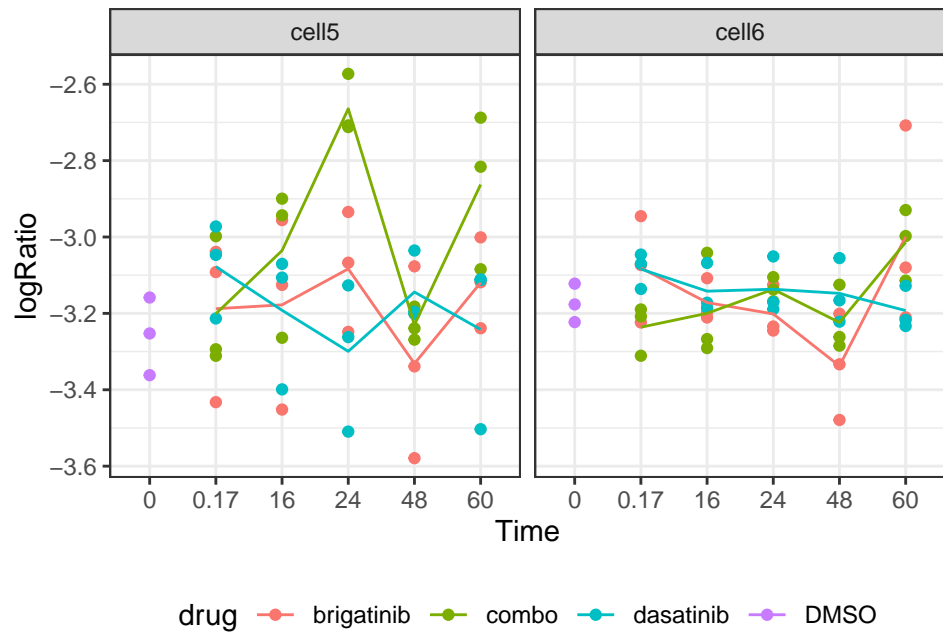 cell5 cell6
−2.6
−2.8
−3.0
−3.2
−3.4
−3.6
logRatio
0 0.17 16 24 48 60 0 0.17 16 24 48 60
Time
drug brigatinib combo dasatinib DMSO